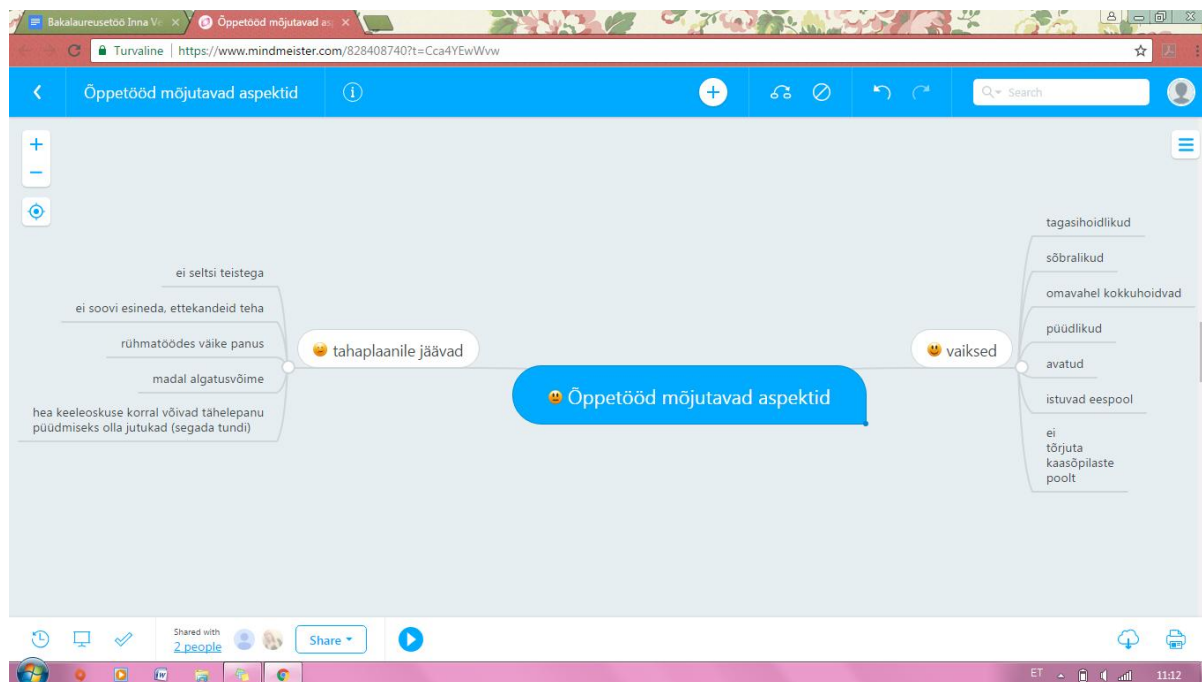 Bakalaureusetöö Inna Ve
Õppetööd mõjutavad as
Turvaline
https://www.mindmeister.com/828408740?t=Cca4YEwWvw
Õppetööd mõjutavad aspektid
Search
ei seltsi teistega
ei soovi esineda, ettekandeid teha
rühmatöödes väike panus
madal algatusvõime
hea keeleoskuse korral võivad tähelepanu
püüdmiseks olla jutukad (segada tundi)
tahaplaanile jäävad
Õppetööd mõjutavad aspektid
vaiksed
tagasihoidlikud
sõbralikud
omavahel kokkuhoidvad
püüdlikud
avatud
istuvad eespool
ei
tõrjuta
kaasõpilaste
poolt
Shared with
2 people
Share
ET
11:12